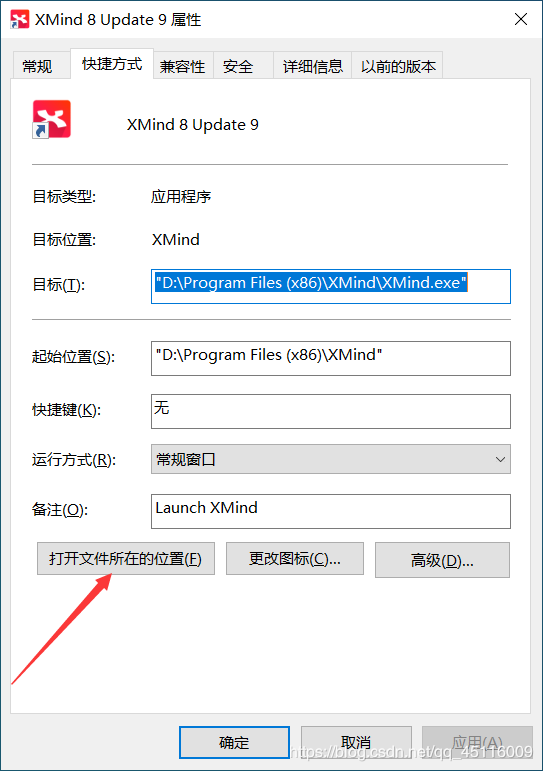 XMind 8 Update 9 属性
常规 快捷方式 兼容性 安全 详细信息 以前的版本
XMind 8 Update 9
目标类型: 应用程序
目标位置: XMind
目标(T): "D:\Program Files (x86)\XMind\XMind.exe"
起始位置(S): "D:\Program Files (x86)\XMind"
快捷键(K): 无
运行方式(R): 常规窗口
备注(O): Launch XMind
打开文件所在的位置(F) 更改图标(C)... 高级(D)...
确定 取消 应用(A)
https://blog.csdn.net/qq_45116009